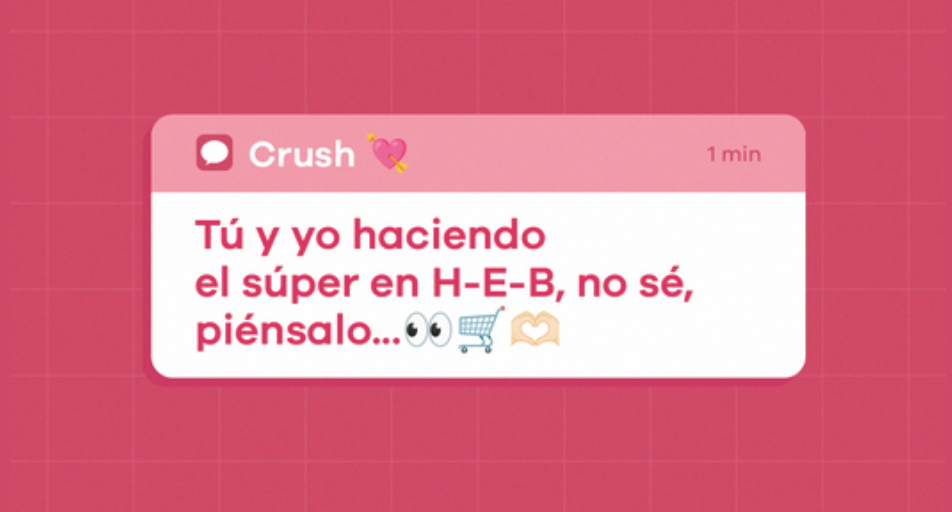 Crush 💘
1 min
Tú y yo haciendo
el súper en H-E-B, no sé,
piénsalo...👀🛒🫶🏻